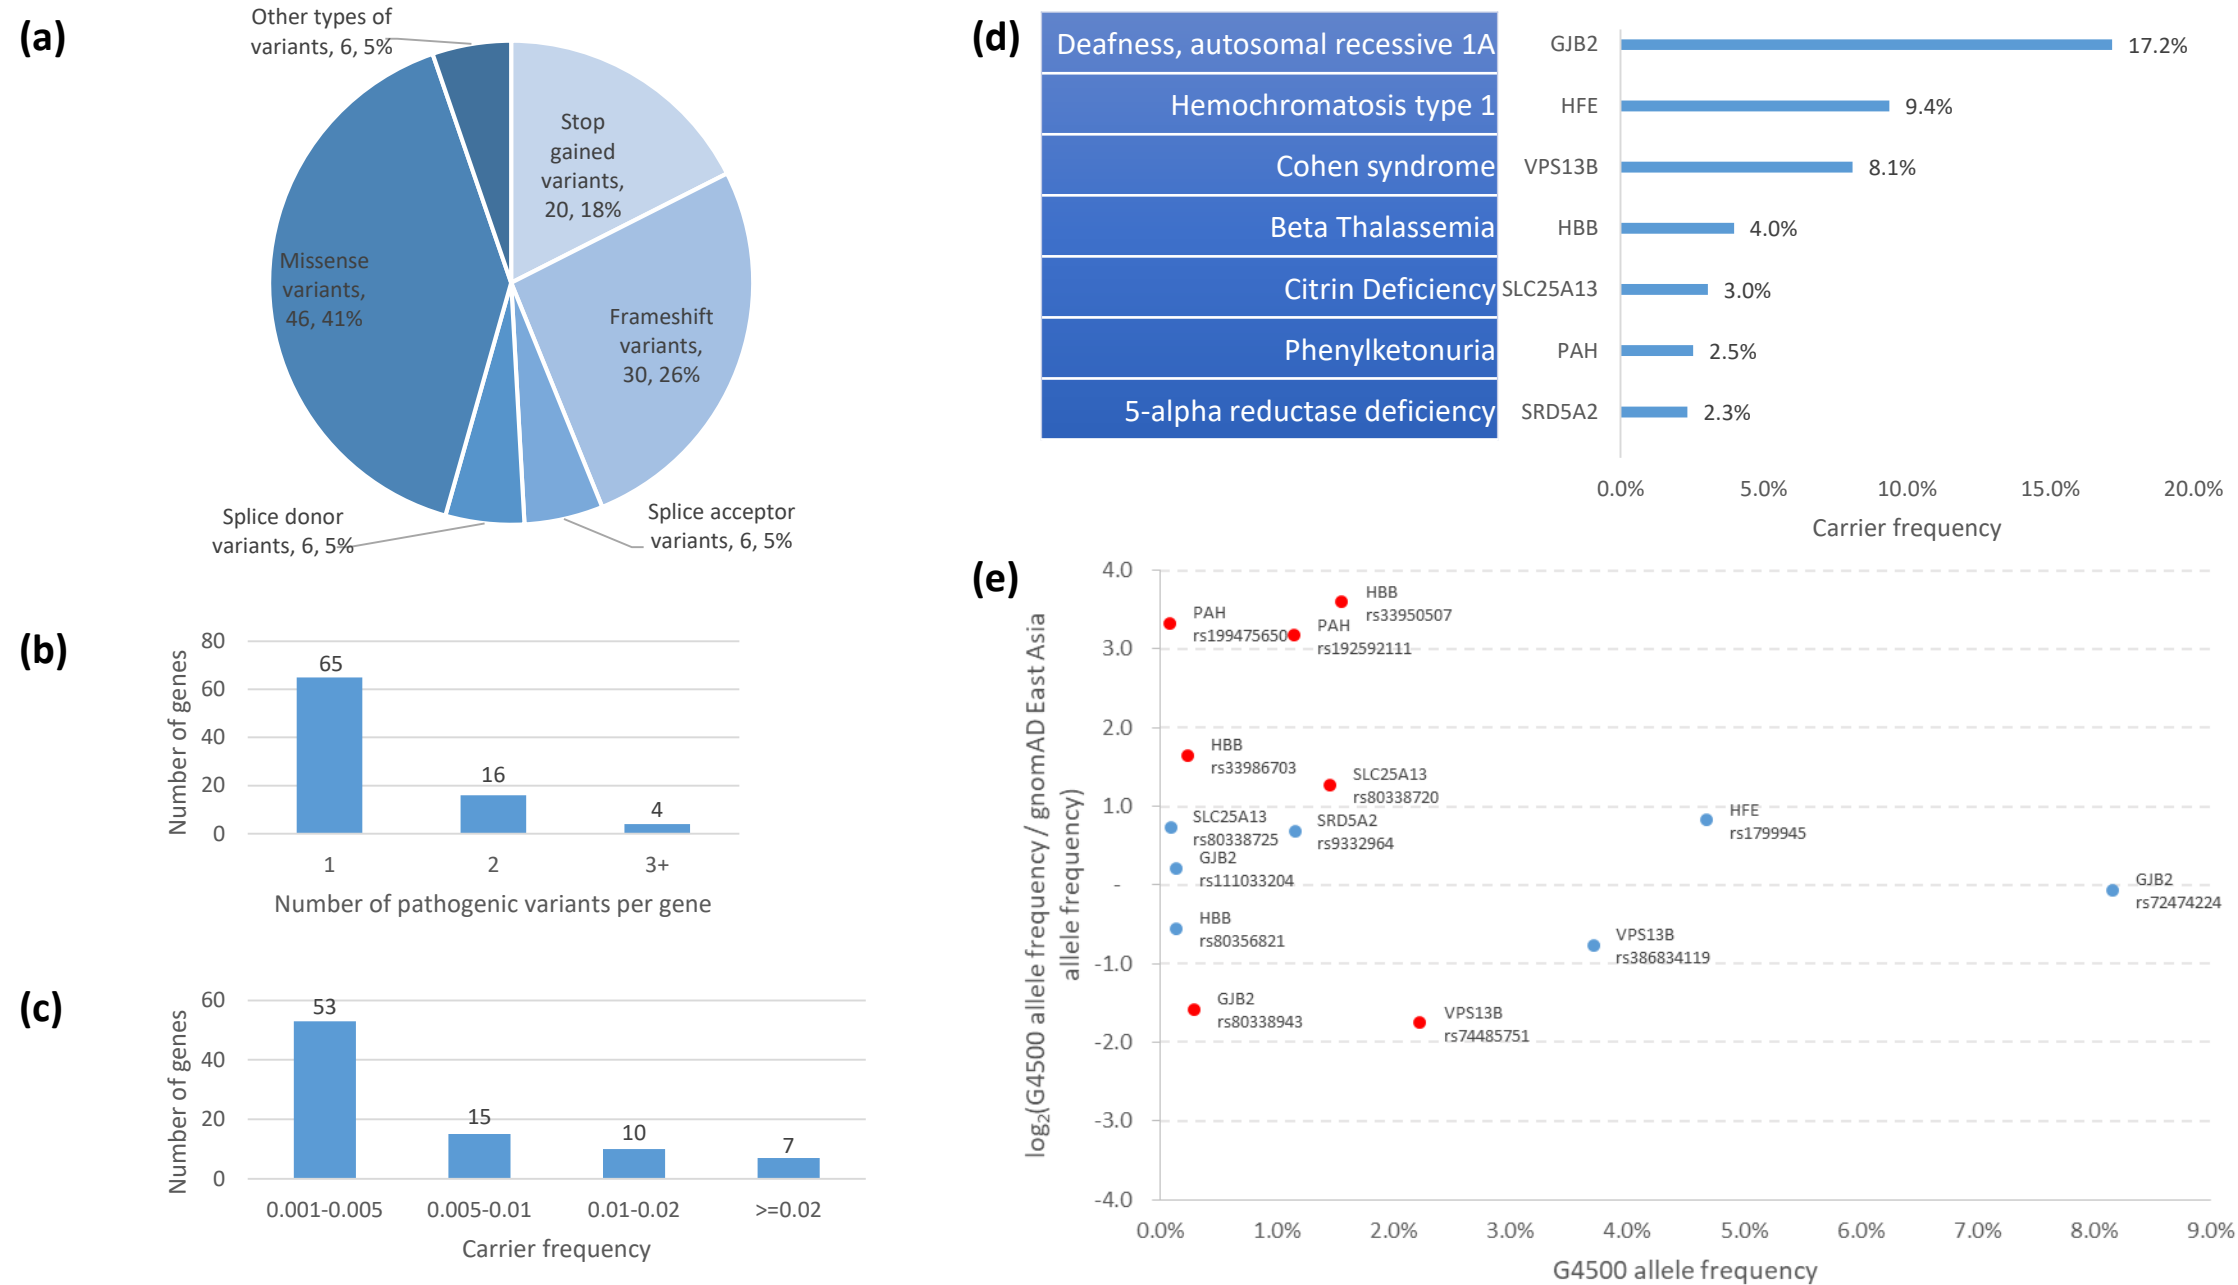 (a)
Other types of
variants, 6, 5%
Stop
gained
variants,
20, 18%
Missense
variants,
46, 41%
Frameshift
variants,
30, 26%
Splice donor
variants, 6, 5%
Splice acceptor
variants, 6, 5%
(b)
Number of genes
80
60
40
20
0
65
16
4
1
2
3+
Number of pathogenic variants per gene
(c)
Number of genes
60
40
20
0
53
15
10
7
0.001-0.005
0.005-0.01
0.01-0.02
>=0.02
Carrier frequency
(d)
Deafness, autosomal recessive 1A
GJB2
17.2%
Hemochromatosis type 1
HFE
9.4%
Cohen syndrome
VPS13B
8.1%
Beta Thalassemia
HBB
4.0%
Citrin Deficiency
SLC25A13
3.0%
Phenylketonuria
PAH
2.5%
5-alpha reductase deficiency
SRD5A2
2.3%
0.0%
5.0%
10.0%
15.0%
20.0%
Carrier frequency
(e)
log2(G4500 allele frequency / gnomAD East Asia
allele frequency)
4.0
3.0
2.0
1.0
-
-1.0
-2.0
-3.0
-4.0
HBB
rs33950507
PAH
rs199475650
PAH
rs192592111
HBB
rs33986703
SLC25A13
rs80338720
SLC25A13
rs80338725
SRD5A2
rs9332964
HFE
rs1799945
GJB2
rs111033204
GJB2
rs72474224
HBB
rs80356821
VPS13B
rs386834119
GJB2
rs80338943
VPS13B
rs74485751
0.0%
1.0%
2.0%
3.0%
4.0%
5.0%
6.0%
7.0%
8.0%
9.0%
G4500 allele frequency